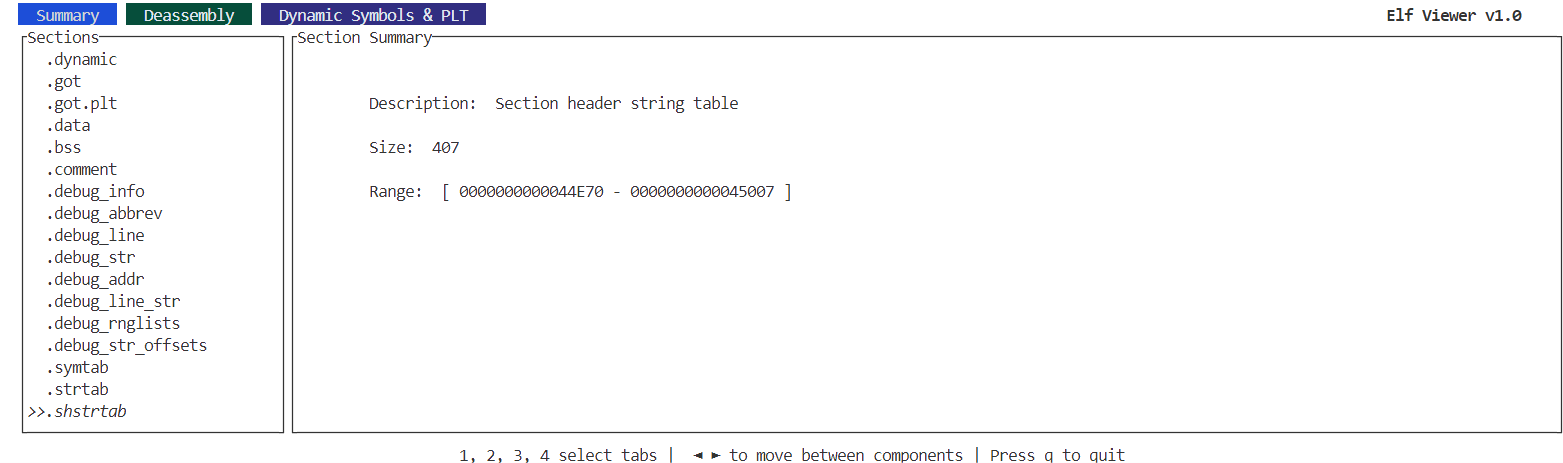 Summary Deassembly Dynamic Symbols & PLT Elf Viewer v1.0
Sections
.dynamic
.got
.got.plt
.data
.bss
.comment
.debug_info
.debug_abbrev
.debug_line
.debug_str
.debug_addr
.debug_line_str
.debug_rnglists
.debug_str_offsets
.symtab
.strtab
>>.shstrtab
Section Summary
Description: Section header string table
Size: 407
Range: [ 0000000000044E70 - 0000000000045007 ]
1, 2, 3, 4 select tabs | ◄ ► to move between components | Press q to quit